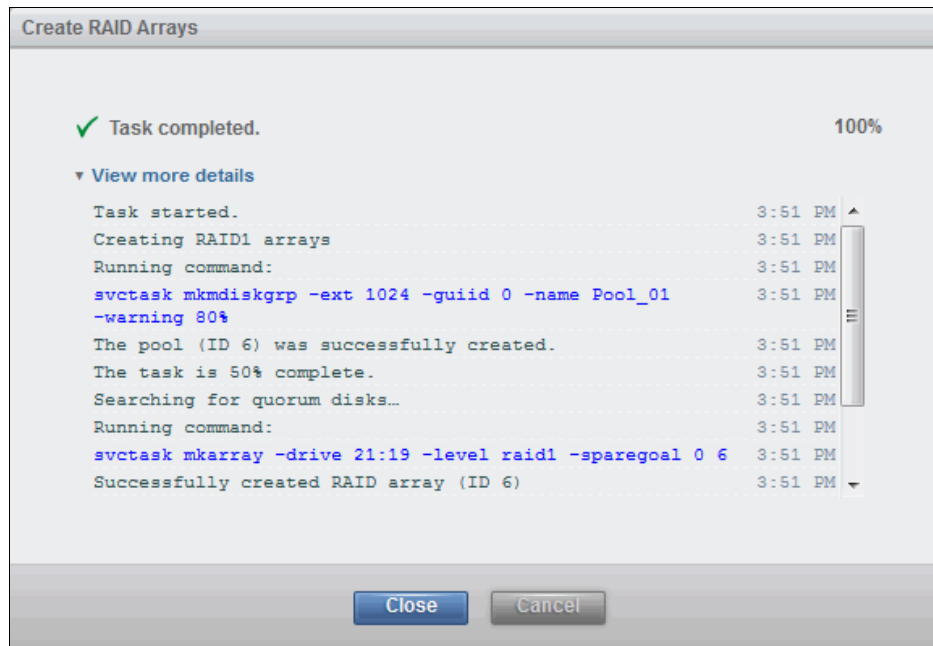 Create RAID Arrays
Task completed. 100%
View more details
Task started. 3:51 PM
Creating RAID1 arrays 3:51 PM
Running command: 3:51 PM
svctask mkmdiskgrp -ext 1024 -guiid 0 -name Pool_01 3:51 PM
-warning 80%
The pool (ID 6) was successfully created. 3:51 PM
The task is 50% complete. 3:51 PM
Searching for quorum disks… 3:51 PM
Running command: 3:51 PM
svctask mkarray -drive 21:19 -level raid1 -sparegoal 0 6 3:51 PM
Successfully created RAID array (ID 6) 3:51 PM
Close Cancel